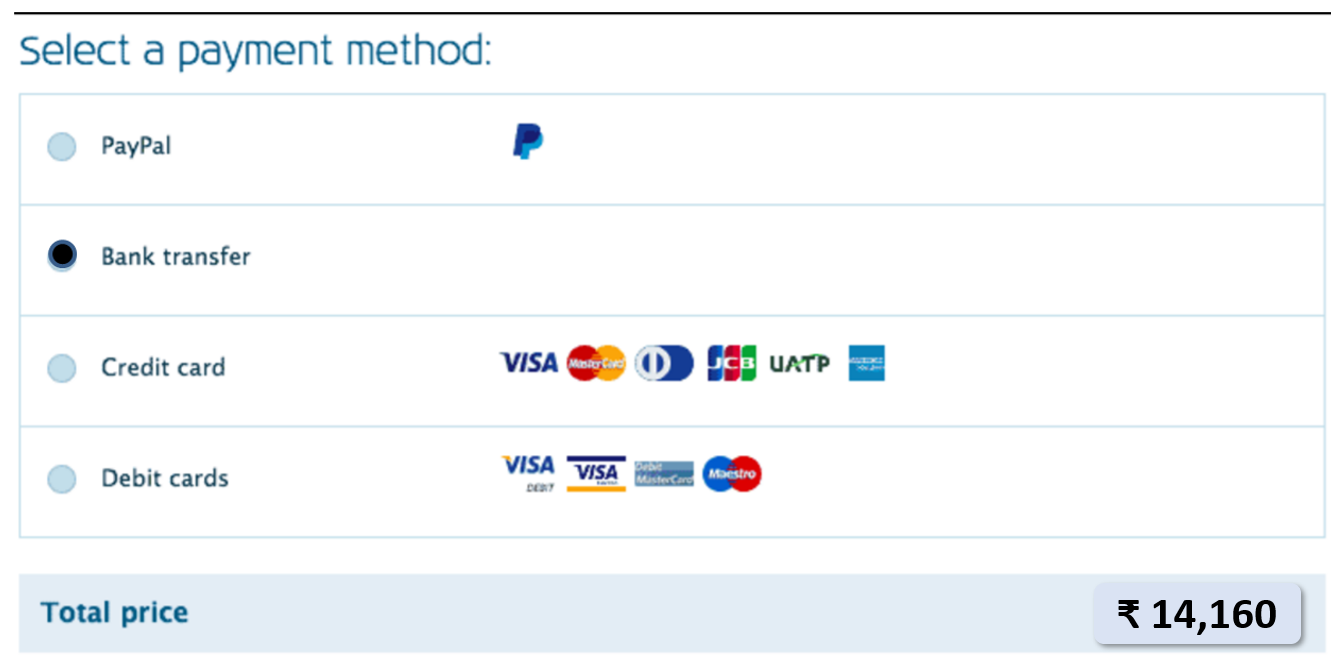 Select a payment method:
PayPal
Bank transfer
Credit card VISA MasterCard JCB UATP
Debit cards VISA DEBIT VISA Debit MasterCard Maestro
Total price ₹ 14,160